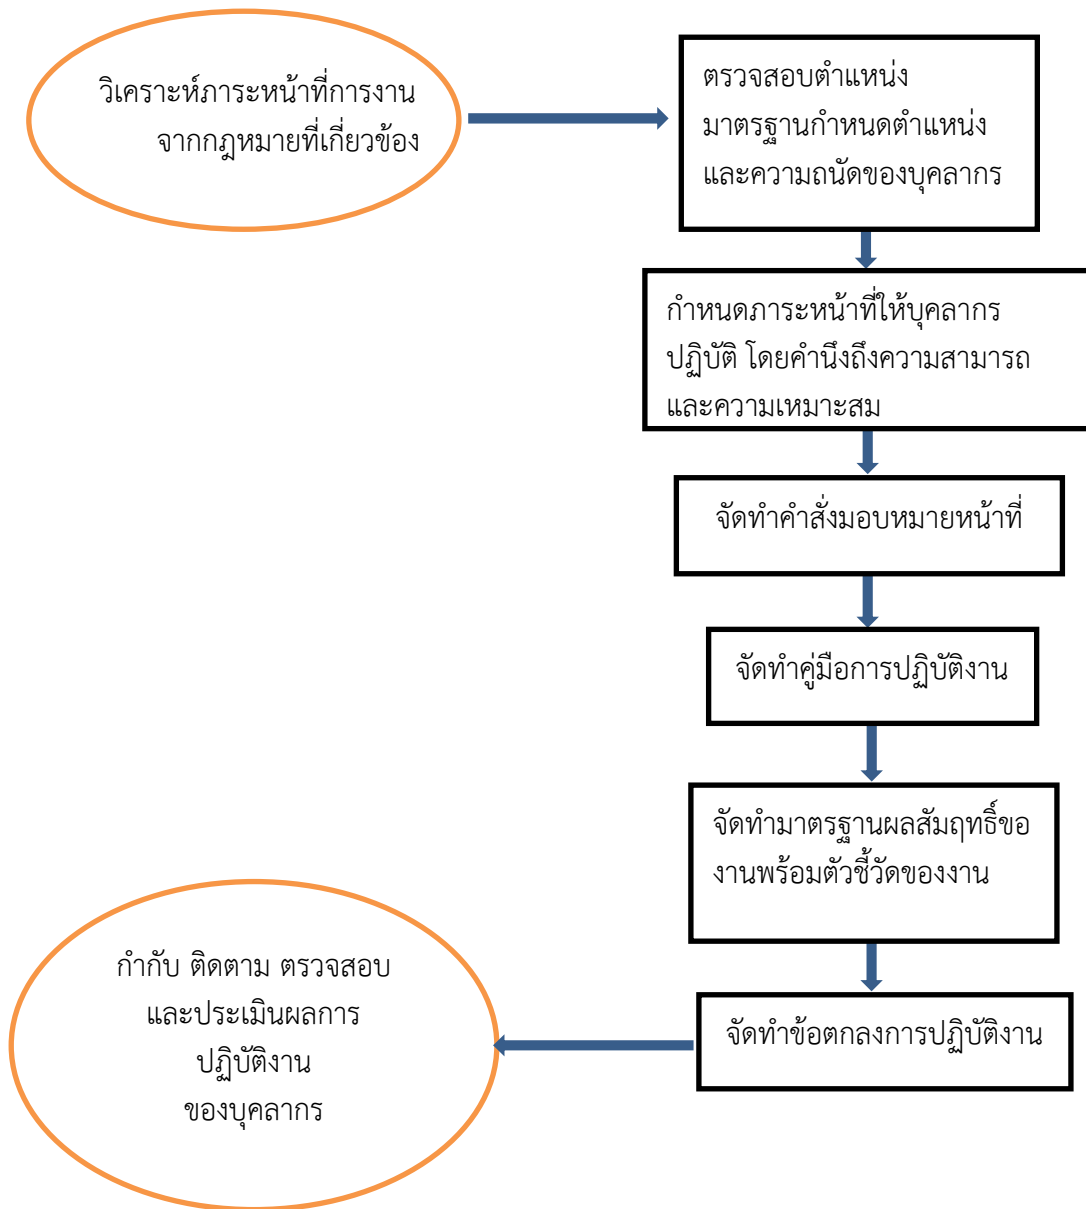 วิเคราะห์ภาระหน้าที่การงาน
จากกฎหมายที่เกี่ยวข้อง
ตรวจสอบตำแหน่ง
มาตรฐานกำหนดตำแหน่ง
และความถนัดของบุคลากร
กำหนดภาระหน้าที่ให้บุคลากร
ปฏิบัติ โดยคำนึงถึงความสามารถ
และความเหมาะสม
จัดทำคำสั่งมอบหมายหน้าที่
จัดทำคู่มือการปฏิบัติงาน
จัดทำมาตรฐานผลสัมฤทธิ์ขอ
งานพร้อมตัวชี้วัดของงาน
จัดทำข้อตกลงการปฏิบัติงาน
กำกับ ติดตาม ตรวจสอบ
และประเมินผลการ
ปฏิบัติงาน
ของบุคลากร